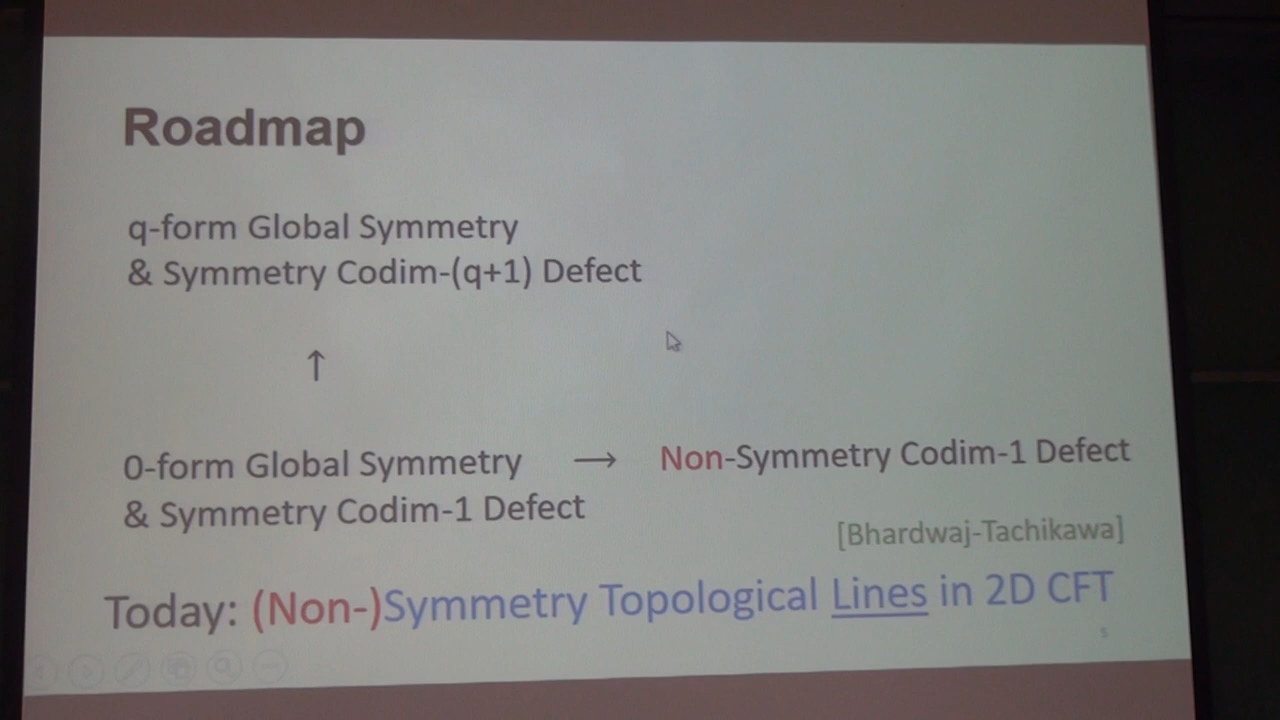 Roadmap
q-form Global Symmetry
& Symmetry Codim-(q+1) Defect
↑
0-form Global Symmetry → Non-Symmetry Codim-1 Defect
& Symmetry Codim-1 Defect
[Bhardwaj-Tachikawa]
Today: (Non-)Symmetry Topological Lines in 2D CFT
5